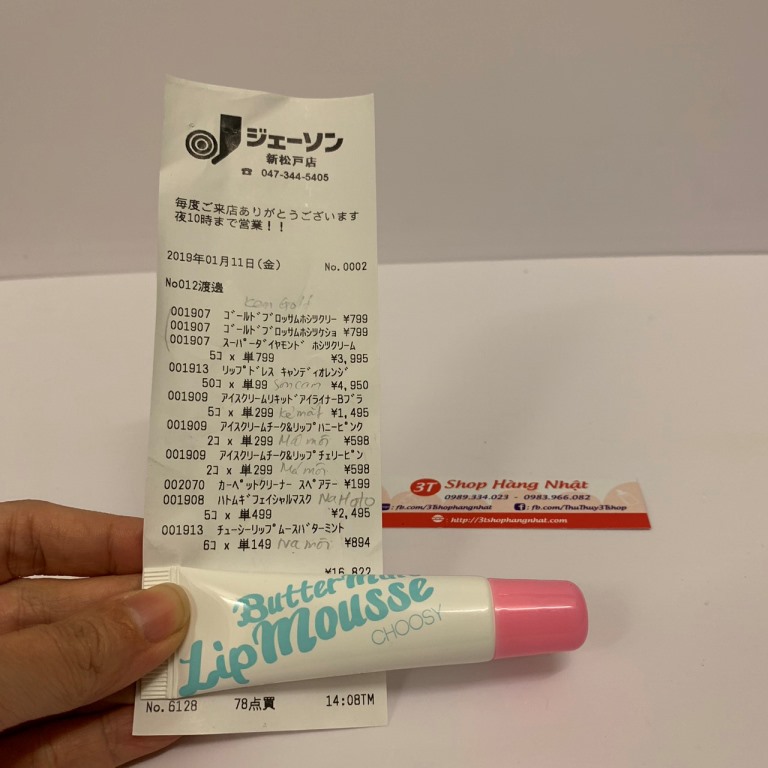 ジェーソン
新松戸店
☎ 047-344-5405
毎度ご来店ありがとうございます
夜10時まで営業!!
2019年01月11日(金) No.0002
No012渡邉
Kem Gold
001907 ゴールドブロッサムホシツクリー ¥799
001907 ゴールドブロッサムホシツケショ ¥799
001907 スーパーダイヤモンド ホシツクリーム
5コ x 単799 ¥3,995
001913 リップドレス キャンディオレンジ
50コ x 単99 ¥4,950
001909 アイスクリームリキッドアイライナーBブラ
5コ x 単299 kẻ mắt ¥1,495
001909 アイスクリームチーク&リップハニーピンク
2コ x 単299 Má môi ¥598
001909 アイスクリームチーク&リップチェリーピン
2コ x 単299 Má môi ¥598
002070 カーペットクリーナー スペアテー ¥199
001908 ハトムギフェイシャルマスク
5コ x 単499 ¥2,495
001913 チューシーリップムースバターミント
6コ x 単149 Nạ môi ¥894
¥16,822
Butter
Lip Mousse
CHOOSY
No.6128 78点買 14:08TM
3T Shop Hàng Nhật
0989.334.023 - 0983.966.082
: fb.com/3Tshophangnhat : fb.com/ThuThuy3Tshop
: http://3tshophangnhat.com